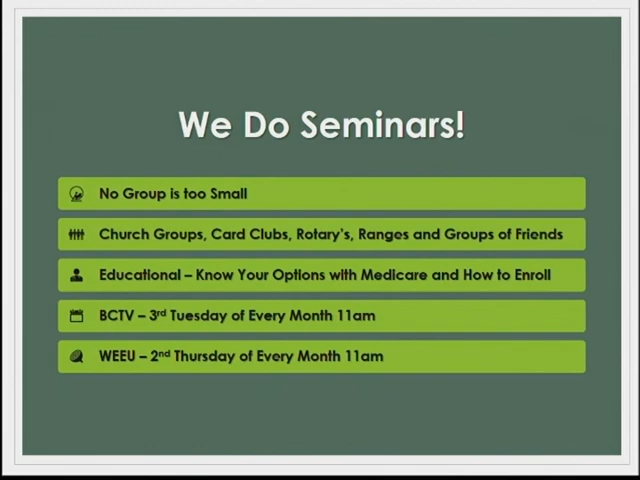 We Do Seminars!
No Group is too Small
Church Groups, Card Clubs, Rotary's, Ranges and Groups of Friends
Educational – Know Your Options with Medicare and How to Enroll
BCTV – 3rd Tuesday of Every Month 11am
WEEU – 2nd Thursday of Every Month 11am